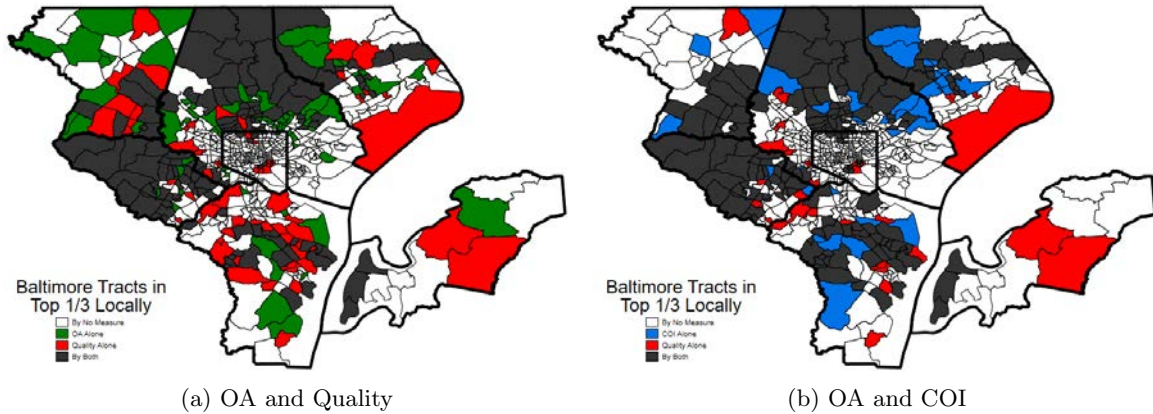 Baltimore Tracts in
Top 1/3 Locally
By No Measure
OA Alone
Quality Alone
By Both
(a) OA and Quality
Baltimore Tracts in
Top 1/3 Locally
By No Measure
COI Alone
Quality Alone
By Both
(b) OA and COI